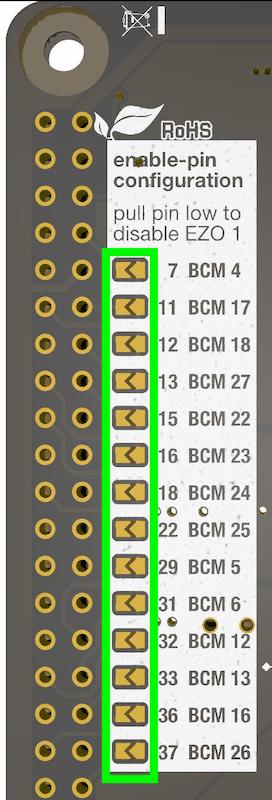 RoHS
enable-pin
configuration
pull pin low to
disable EZO 1
7 BCM 4
11 BCM 17
12 BCM 18
13 BCM 27
15 BCM 22
16 BCM 23
18 BCM 24
22 BCM 25
29 BCM 5
31 BCM 6
32 BCM 12
33 BCM 13
36 BCM 16
37 BCM 26